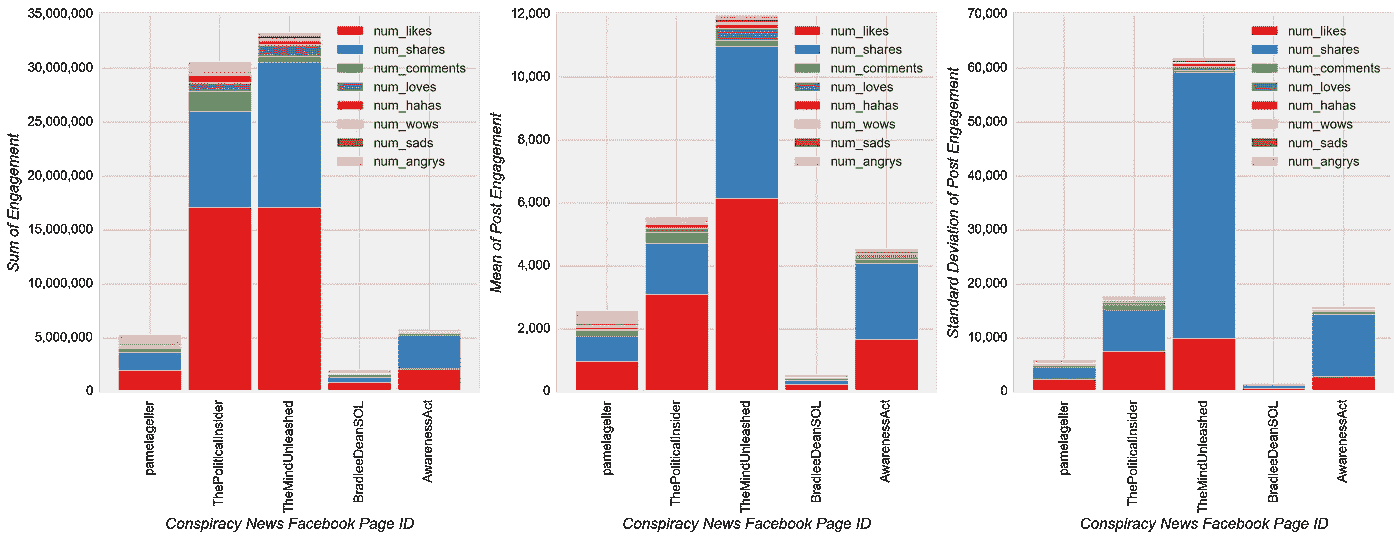 35,000,000
30,000,000
25,000,000
20,000,000
15,000,000
10,000,000
5,000,000
0
Sum of Engagement
num_likes
num_shares
num_comments
num_loves
num_hahas
num_wows
num_sads
num_angrys
pamelageller
ThePoliticalInsider
TheMindUnleashed
BradleeDeanSOL
AwarenessAct
Conspiracy News Facebook Page ID
12,000
10,000
8,000
6,000
4,000
2,000
0
Mean of Post Engagement
num_likes
num_shares
num_comments
num_loves
num_hahas
num_wows
num_sads
num_angrys
pamelageller
ThePoliticalInsider
TheMindUnleashed
BradleeDeanSOL
AwarenessAct
Conspiracy News Facebook Page ID
70,000
60,000
50,000
40,000
30,000
20,000
10,000
0
Standard Deviation of Post Engagement
num_likes
num_shares
num_comments
num_loves
num_hahas
num_wows
num_sads
num_angrys
pamelageller
ThePoliticalInsider
TheMindUnleashed
BradleeDeanSOL
AwarenessAct
Conspiracy News Facebook Page ID